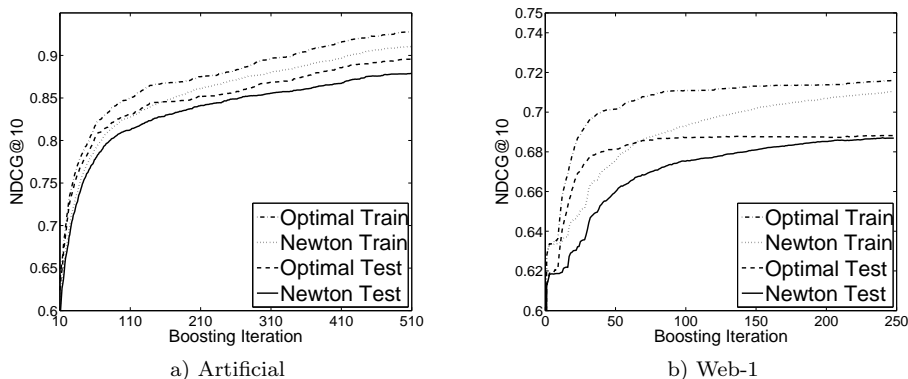 0.9
0.85
0.8
0.75
0.7
0.65
0.6
NDCG@10
10 110 210 310 410 510
Boosting Iteration
Optimal Train
Newton Train
Optimal Test
Newton Test
a) Artificial
0.75
0.72
0.7
0.68
0.66
0.64
0.62
0.6
NDCG@10
0 50 100 150 200 250
Boosting Iteration
Optimal Train
Newton Train
Optimal Test
Newton Test
b) Web-1